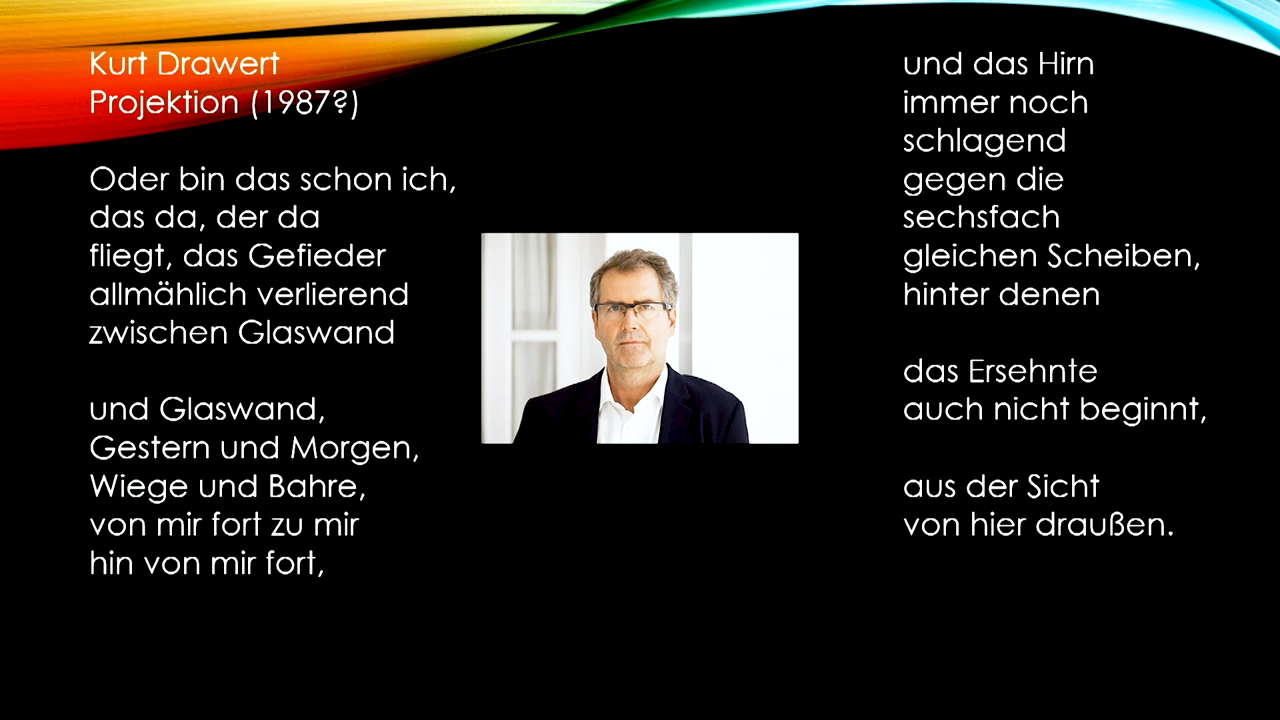 Kurt Drawert
Projektion (1987?)
Oder bin das schon ich,
das da, der da
fliegt, das Gefieder
allmählich verlierend
zwischen Glaswand
und Glaswand,
Gestern und Morgen,
Wiege und Bahre,
von mir fort zu mir
hin von mir fort,
und das Hirn
immer noch
schlagend
gegen die
sechsfach
gleichen Scheiben,
hinter denen
das Ersehnte
auch nicht beginnt,
aus der Sicht
von hier draußen.